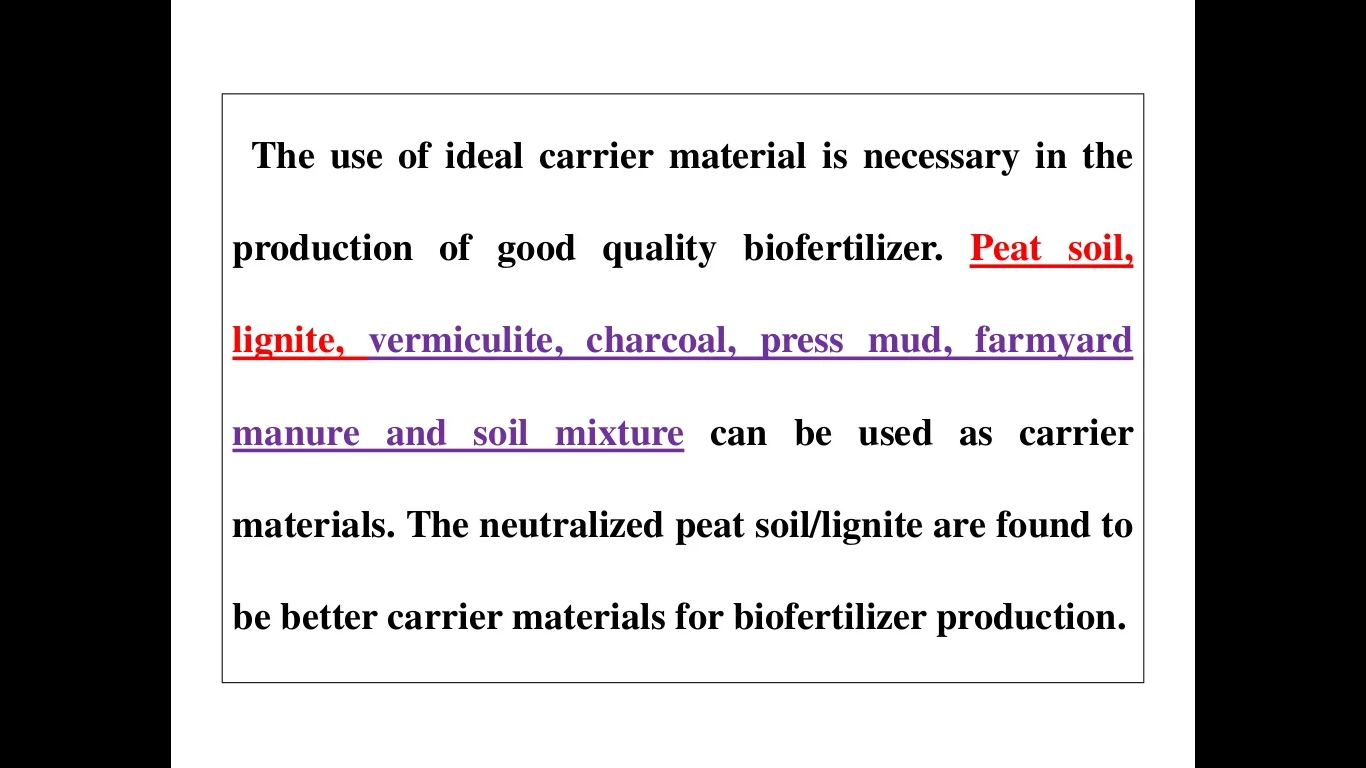 The use of ideal carrier material is necessary in the
production of good quality biofertilizer. Peat soil,
lignite, vermiculite, charcoal, press mud, farmyard
manure and soil mixture can be used as carrier
materials. The neutralized peat soil/lignite are found to
be better carrier materials for biofertilizer production.